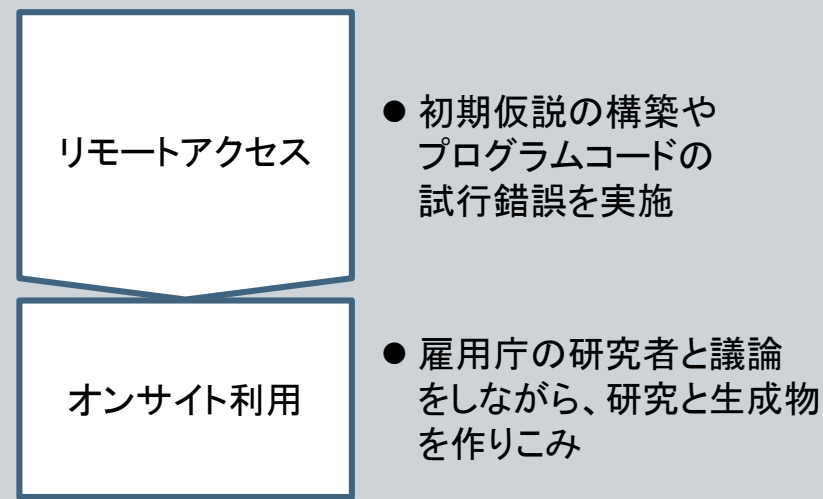 リモートアクセス
● 初期仮説の構築や
プログラムコードの
試行錯誤を実施
オンサイト利用
● 雇用庁の研究者と議論
をしながら、研究と生成物
を作りこみ